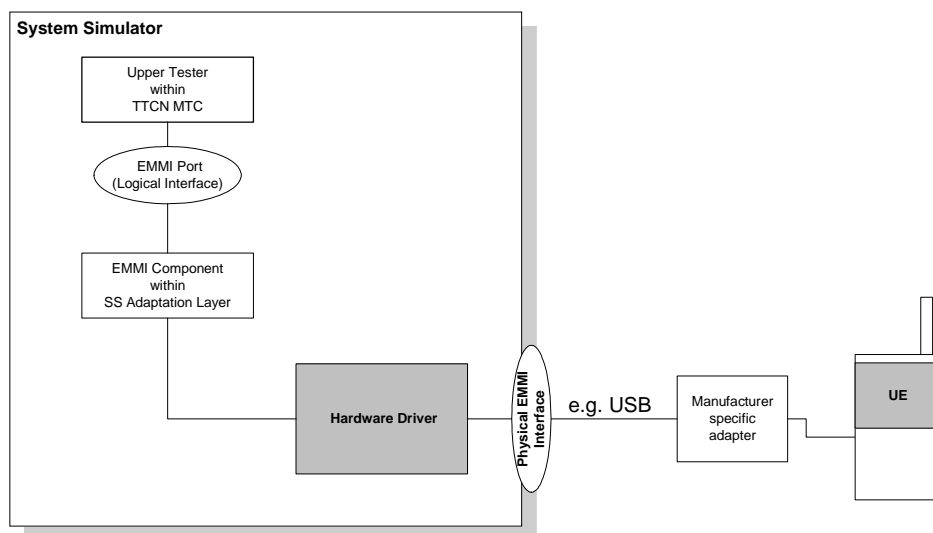 System Simulator
Upper Tester
within
TTCN MTC
EMMI Port
(Logical Interface)
EMMI Component
within
SS Adaptation Layer
Hardware Driver
Physical EMMI
Interface
e.g. USB
Manufacturer
specific
adapter
UE